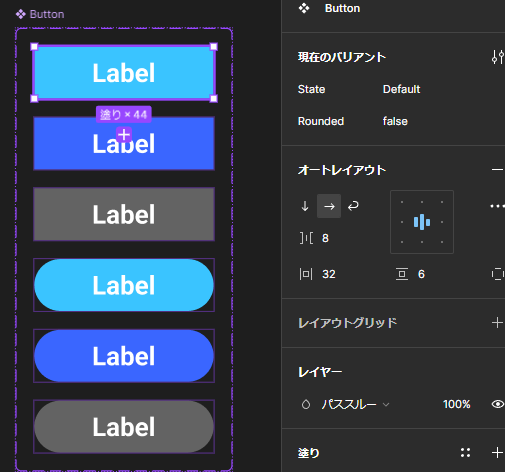 Button
Label
塗り × 44
Label
Label
Label
Label
Label
Button
現在のバリアント
State Default
Rounded false
オートレイアウト
8
32 6
レイアウトグリッド
レイヤー
パススルー 100%
塗り